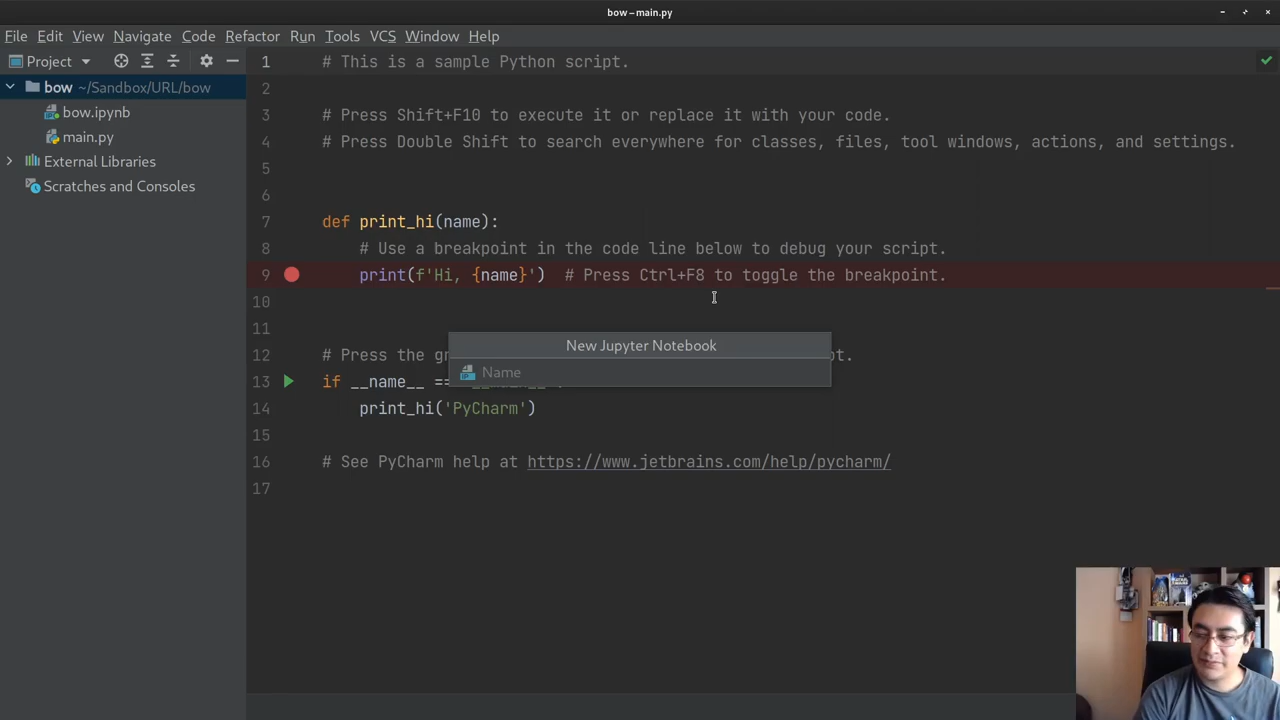 bow – main.py
File Edit View Navigate Code Refactor Run Tools VCS Window Help
Project
bow ~/Sandbox/URL/bow
bow.ipynb
main.py
External Libraries
Scratches and Consoles
1 # This is a sample Python script.
2
3 # Press Shift+F10 to execute it or replace it with your code.
4 # Press Double Shift to search everywhere for classes, files, tool windows, actions, and settings.
5
6
7 def print_hi(name):
8 # Use a breakpoint in the code line below to debug your script.
9 print(f'Hi, {name}') # Press Ctrl+F8 to toggle the breakpoint.
10
11
New Jupyter Notebook
Name
12 # Press the gr t.
13 if __name__ ==
14 print_hi('PyCharm')
15
16 # See PyCharm help at https://www.jetbrains.com/help/pycharm/
17